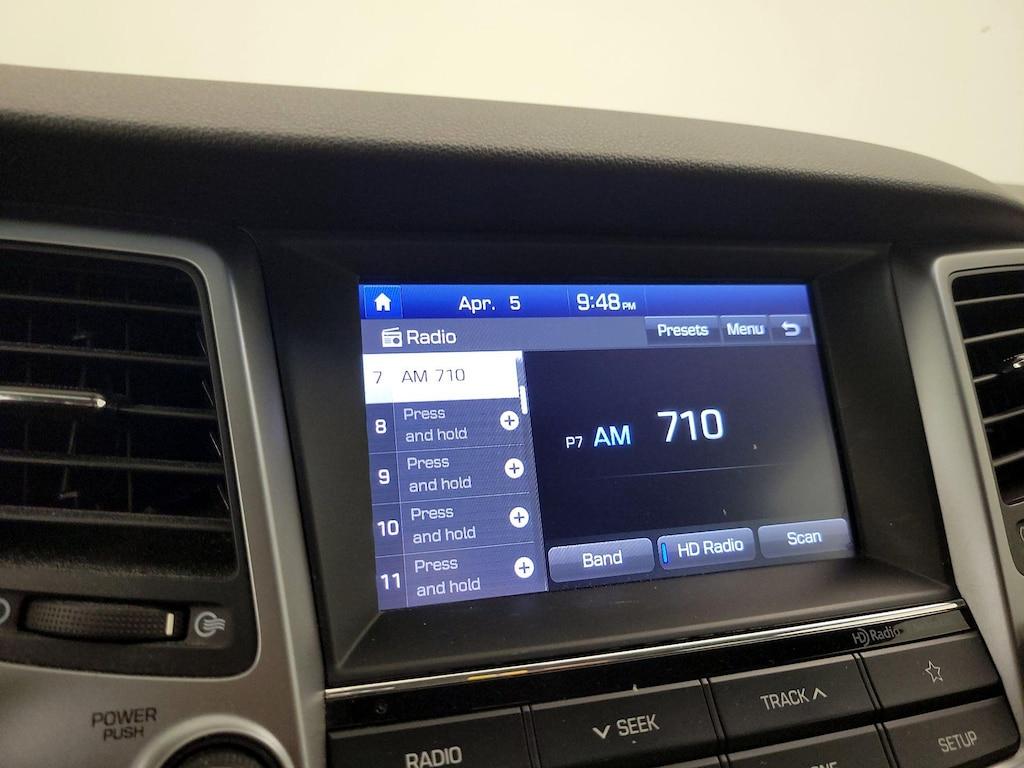 Apr. 5 9:48 PM
Radio Presets Menu
7 AM 710
8 Press
and hold
9 Press
and hold
10 Press
and hold
11 Press
and hold
P7 AM 710
Band HD Radio Scan
HD Radio
POWER
PUSH
RADIO
SEEK
TRACK
SETUP